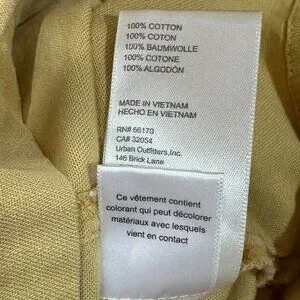 100% COTTON
100% COTON
100% BAUMWOLLE
100% COTONE
100% ALGODÓN
MADE IN VIETNAM
HECHO EN VIETNAM
RN# 66170
CA# 32054
Urban Outfitters,Inc.
146 Brick Lane
Ce vêtement contient
colorant qui peut décolorer
matériaux avec lesquels
vient en contact